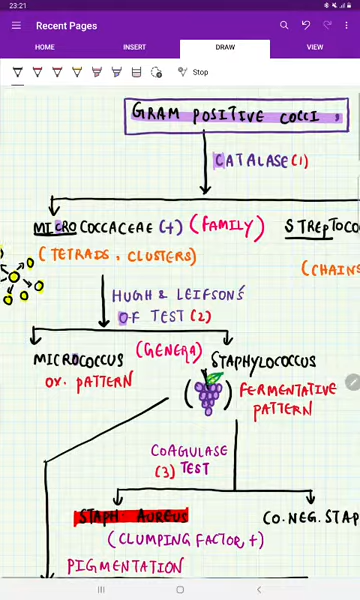 23:21
Recent Pages
HOME INSERT DRAW VIEW
Stop
GRAM POSITIVE COCCI
CATALASE (1)
MICROCOCCACEAE (+) (FAMILY) STREPTOCO
(TETRADS, CLUSTERS)
(CHAINS
HUGH & LEIFSON'S
OF TEST (2)
MICROCOCCUS (GENERA) STAPHYLOCOCCUS
OX. PATTERN
FERMENTATIVE
PATTERN
COAGULASE
(3) TEST
STAPH. AUREUS CO. NEG. STAP
(CLUMPING FACTOR +)
PIGMENTATION